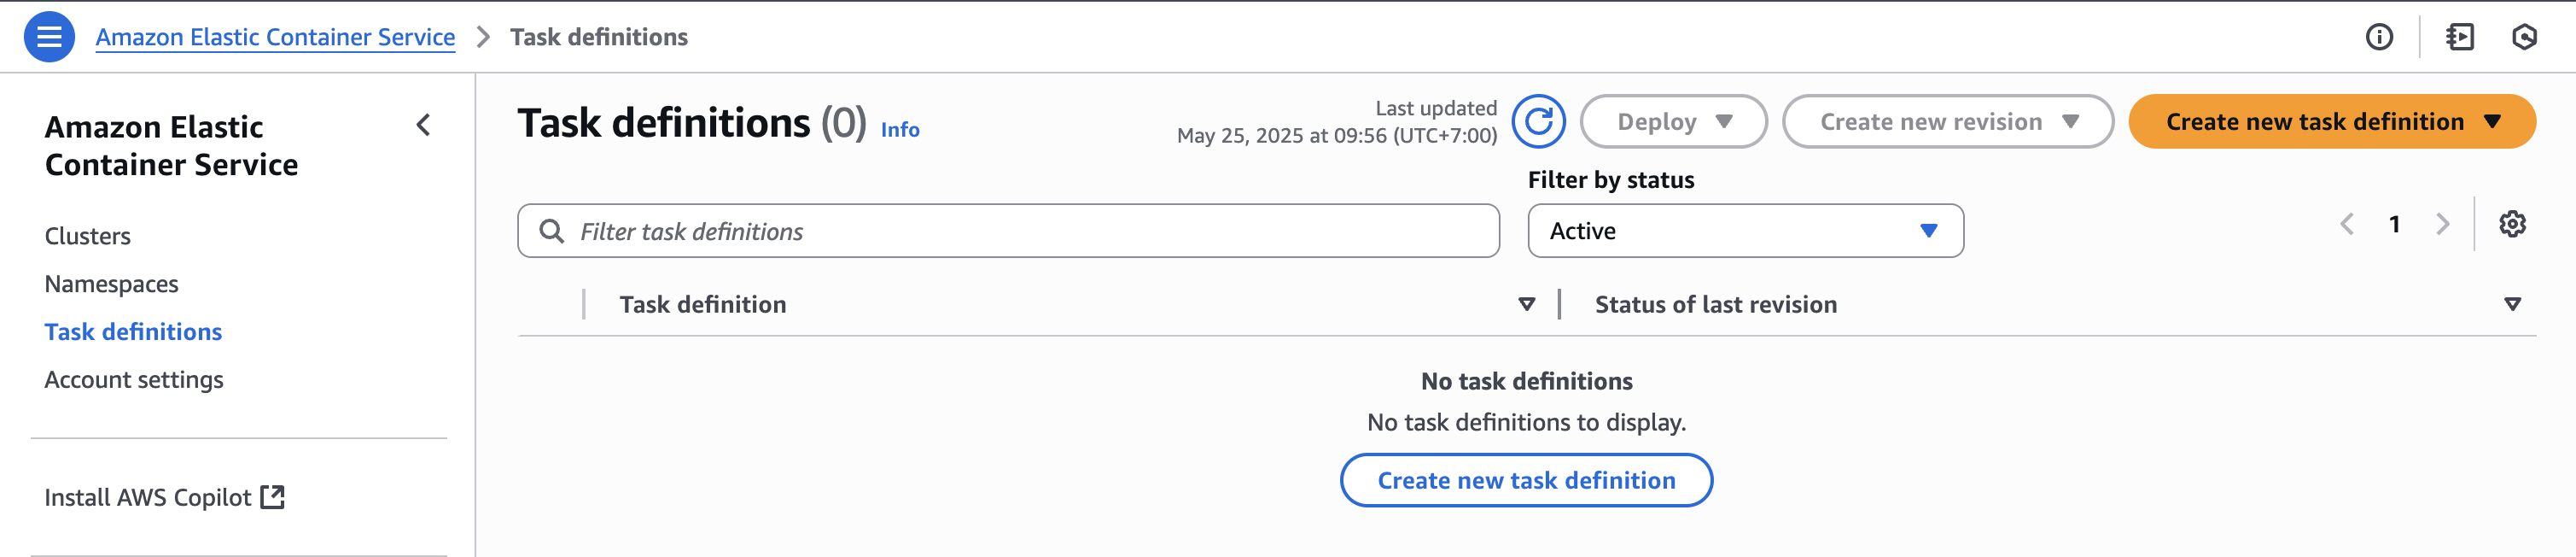 Amazon Elastic Container Service > Task definitions
Amazon Elastic
Container Service
Clusters
Namespaces
Task definitions
Account settings
Install AWS Copilot
Task definitions (0) Info
Last updated
May 25, 2025 at 09:56 (UTC+7:00)
Deploy
Create new revision
Create new task definition
Filter task definitions
Filter by status
Active
1
Task definition
Status of last revision
No task definitions
No task definitions to display.
Create new task definition